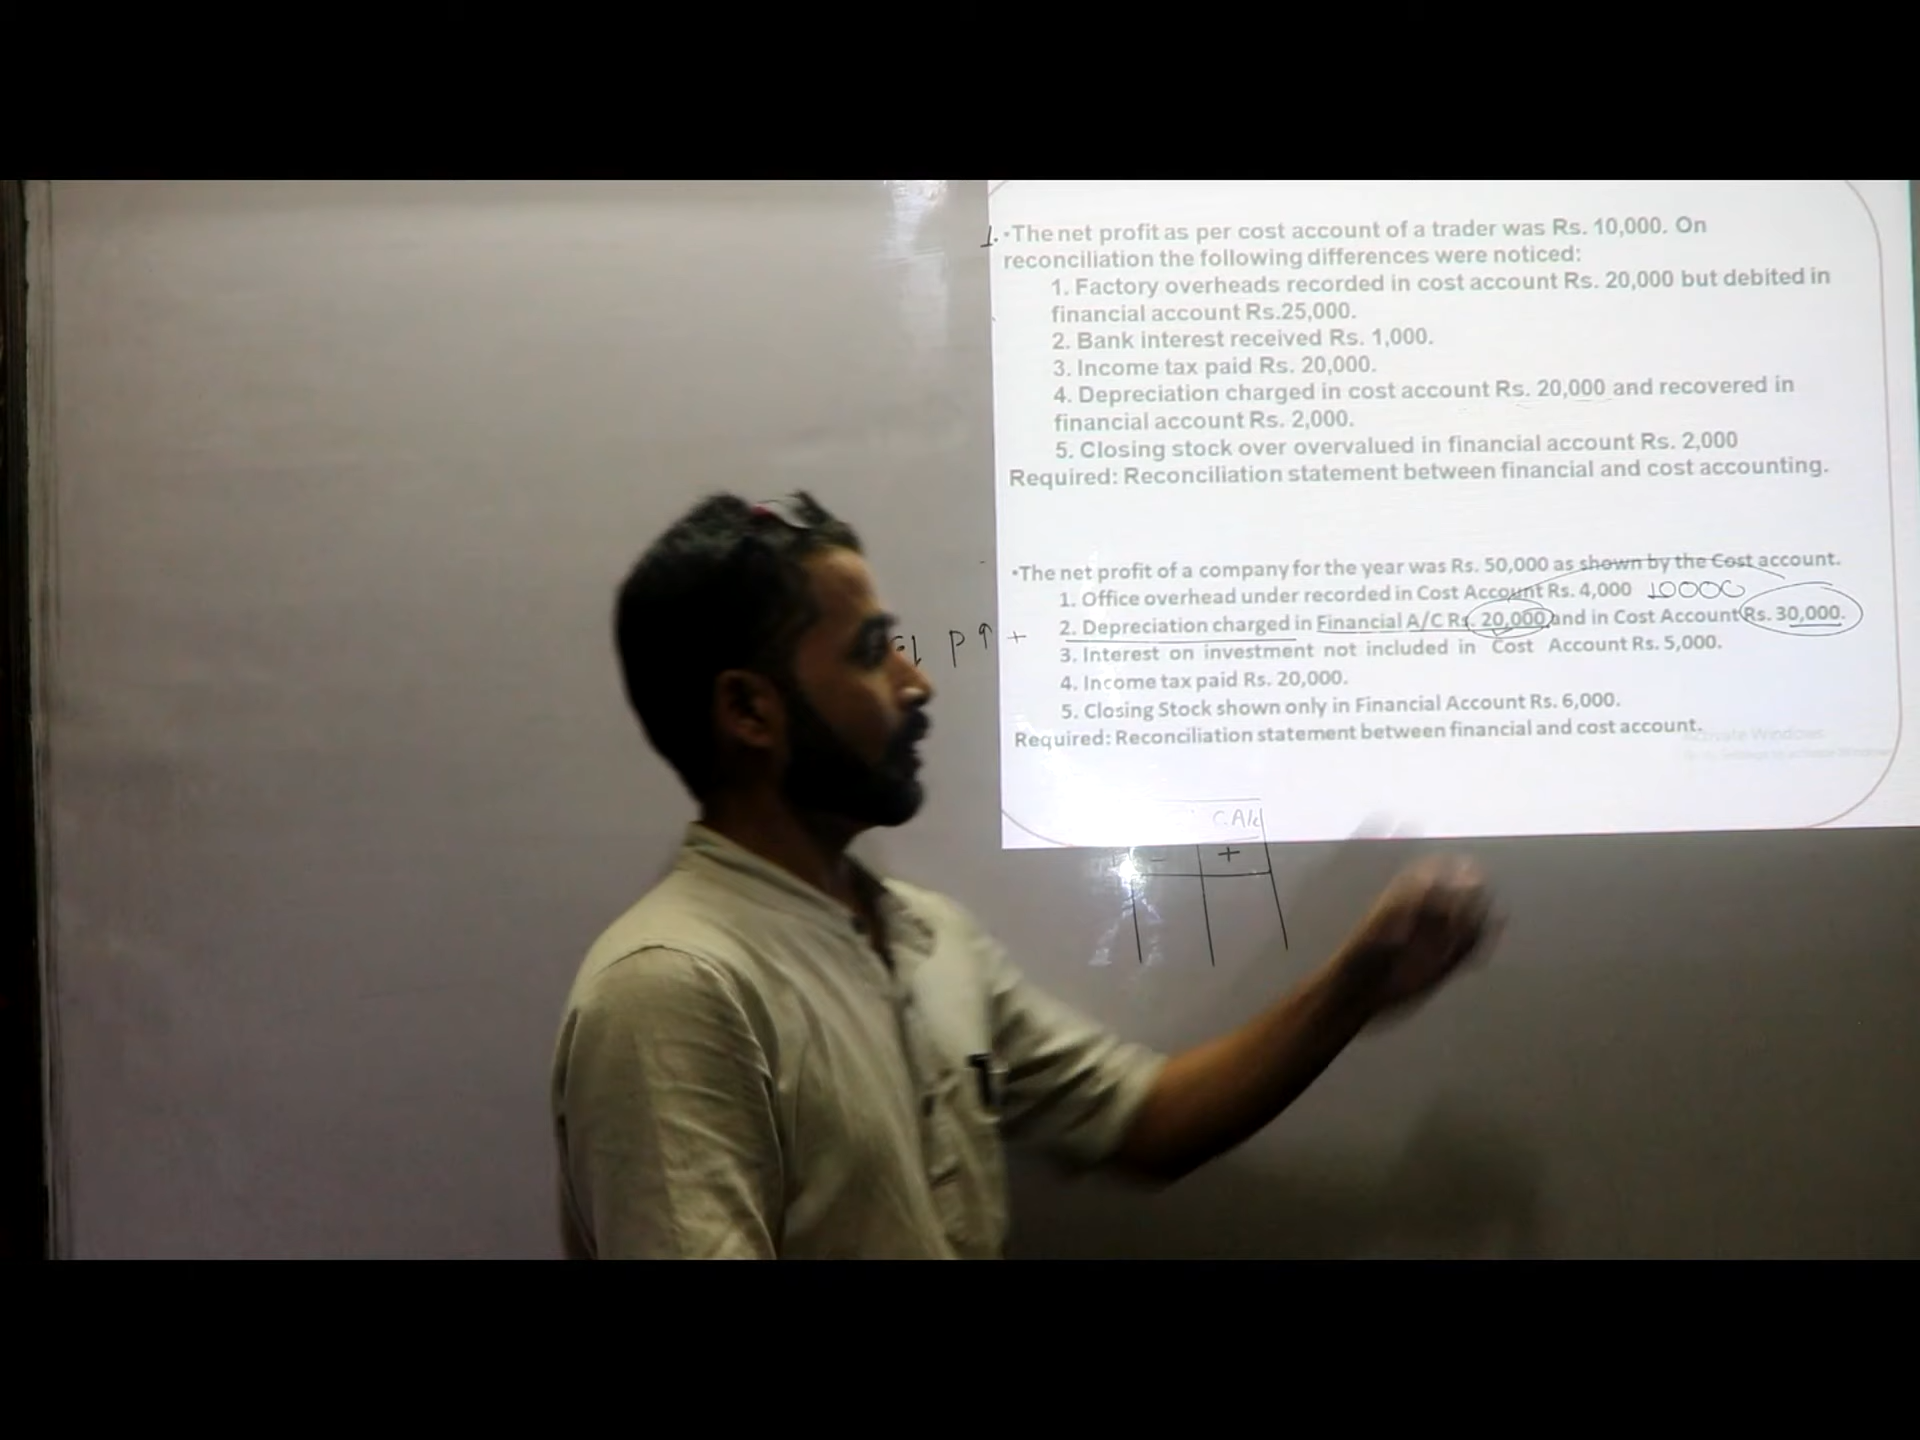 1. •The net profit as per cost account of a trader was Rs. 10,000. On
reconciliation the following differences were noticed:
1. Factory overheads recorded in cost account Rs. 20,000 but debited in
financial account Rs.25,000.
2. Bank interest received Rs. 1,000.
3. Income tax paid Rs. 20,000.
4. Depreciation charged in cost account Rs. 20,000 and recovered in
financial account Rs. 2,000.
5. Closing stock over overvalued in financial account Rs. 2,000
Required: Reconciliation statement between financial and cost accounting.
•The net profit of a company for the year was Rs. 50,000 as shown by the Cost account.
1. Office overhead under recorded in Cost Account Rs. 4,000 10000
2. Depreciation charged in Financial A/C Rs. 20,000 and in Cost Account Rs. 30,000.
P ↑ +
3. Interest on investment not included in Cost Account Rs. 5,000.
4. Income tax paid Rs. 20,000.
5. Closing Stock shown only in Financial Account Rs. 6,000.
Required: Reconciliation statement between financial and cost account.
Activate Windows
C.A/c
- +